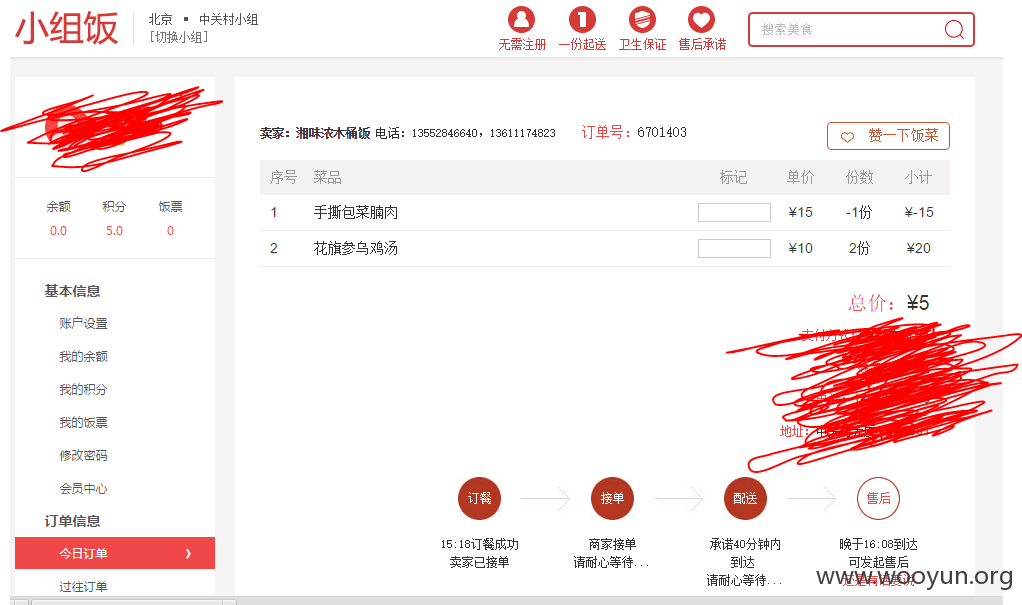 小组饭
北京 ▪ 中关村小组
[切换小组]
无需注册 一份起送 卫生保证 售后承诺
搜索美食
卖家：湘味浓木桶饭 电话：13552846640，13611174823 订单号：6701403
赞一下饭菜
余额 积分 饭票
0.0 5.0 0
序号 菜品 标记 单价 份数 小计
1 手撕包菜腩肉 ¥15 -1份 ¥-15
2 花旗参乌鸡汤 ¥10 2份 ¥20
总价：¥5
地址：
基本信息
账户设置
我的余额
我的积分
我的饭票
修改密码
会员中心
订单信息
今日订单 ›
过往订单
订餐 接单 配送 售后
15:18订餐成功
卖家已接单
商家接单
请耐心等待...
承诺40分钟内
到达
请耐心等待...
晚于16:08到达
可发起售后
www.wooyun.org